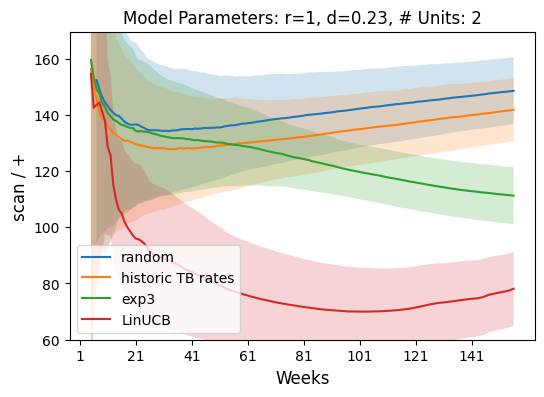 Model Parameters: r=1, d=0.23, # Units: 2
scan / +
160
140
120
100
80
60
random
historic TB rates
exp3
LinUCB
1 21 41 61 81 101 121 141
Weeks